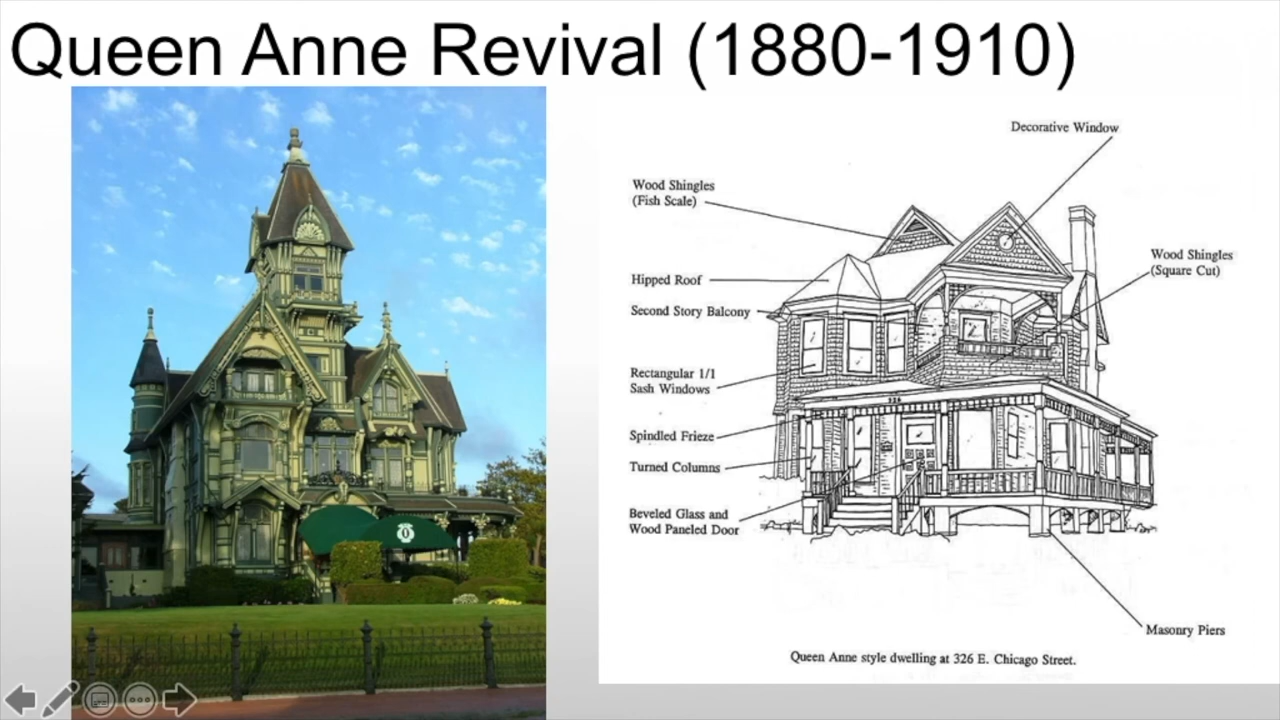 Queen Anne Revival (1880-1910)
Decorative Window
Wood Shingles
(Fish Scale)
Wood Shingles
(Square Cut)
Hipped Roof
Second Story Balcony
Rectangular 1/1
Sash Windows
Spindled Frieze
Turned Columns
Beveled Glass and
Wood Paneled Door
Masonry Piers
Queen Anne style dwelling at 326 E. Chicago Street.